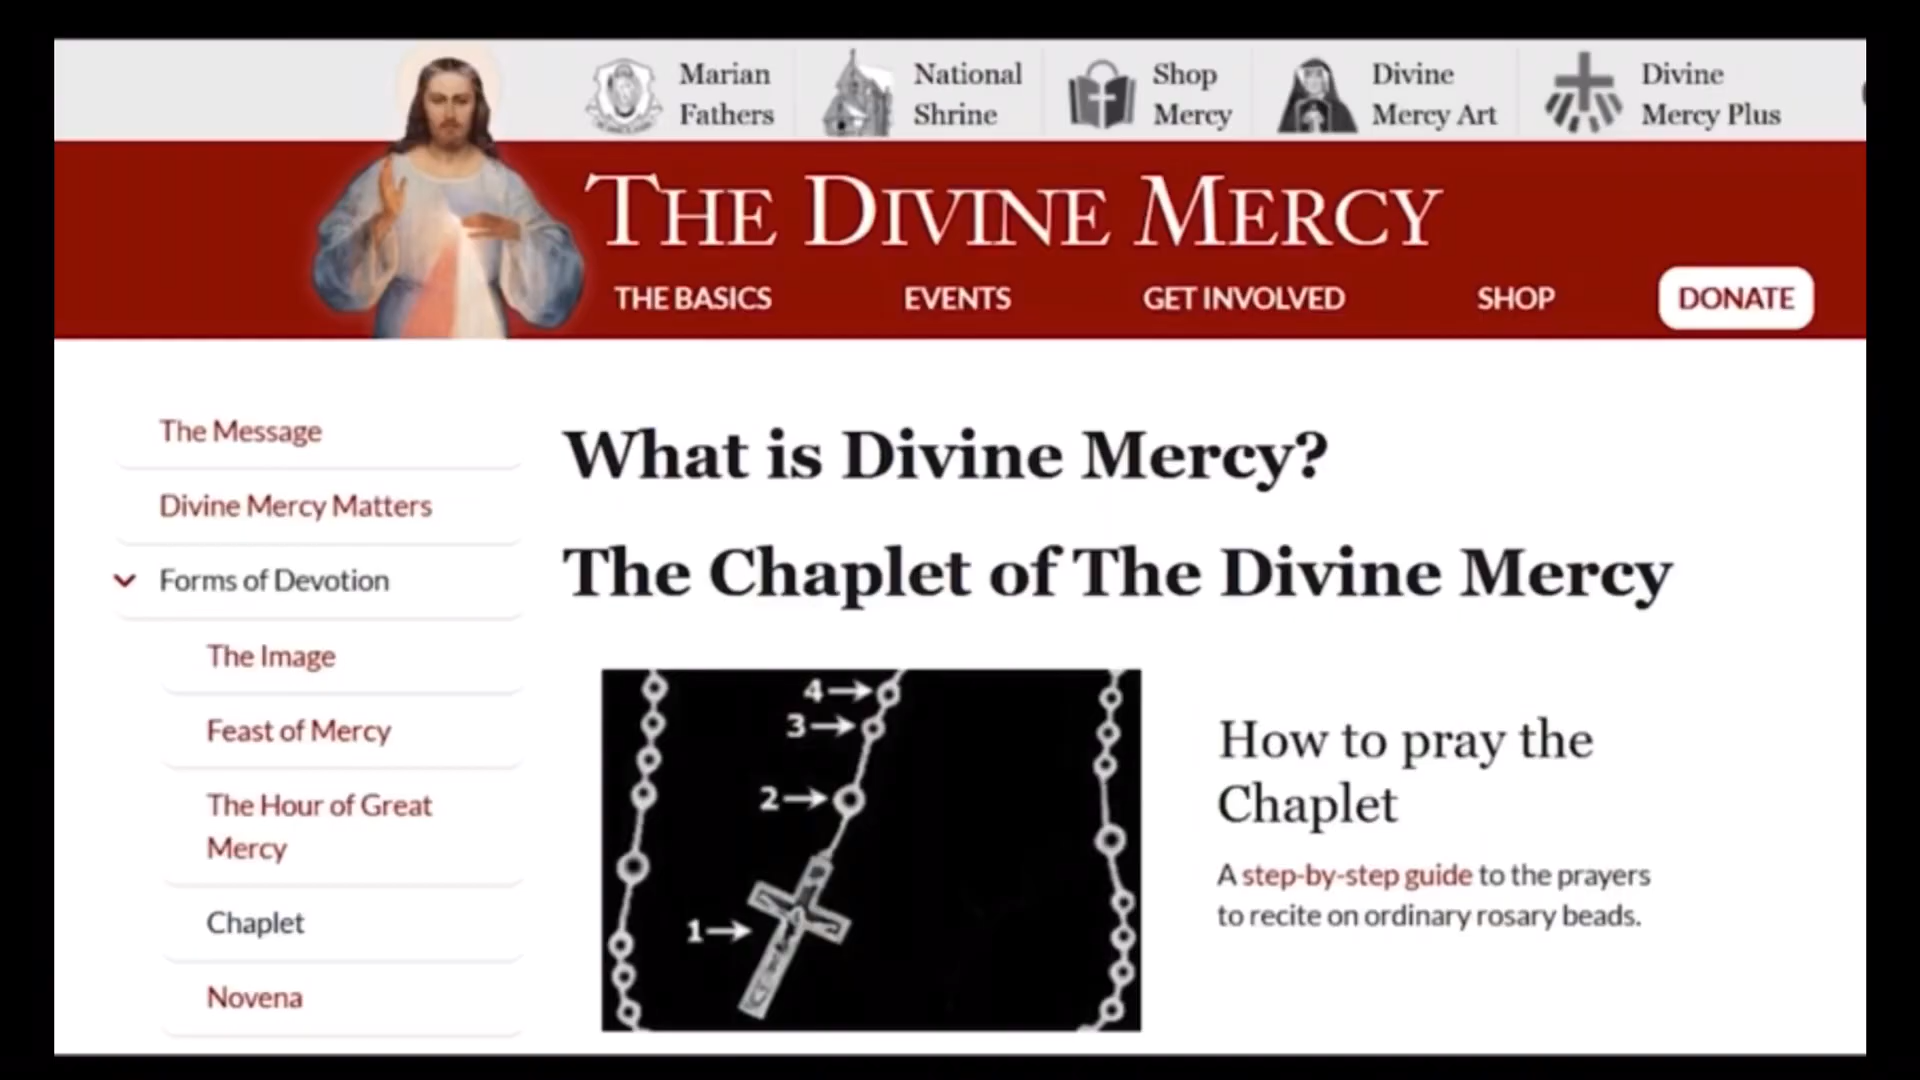 Marian
Fathers
National
Shrine
Shop
Mercy
Divine
Mercy Art
Divine
Mercy Plus
THE DIVINE MERCY
THE BASICS
EVENTS
GET INVOLVED
SHOP
DONATE
The Message
Divine Mercy Matters
Forms of Devotion
The Image
Feast of Mercy
The Hour of Great
Mercy
Chaplet
Novena
What is Divine Mercy?
The Chaplet of The Divine Mercy
4
3
2
1
How to pray the
Chaplet
A step-by-step guide to the prayers
to recite on ordinary rosary beads.